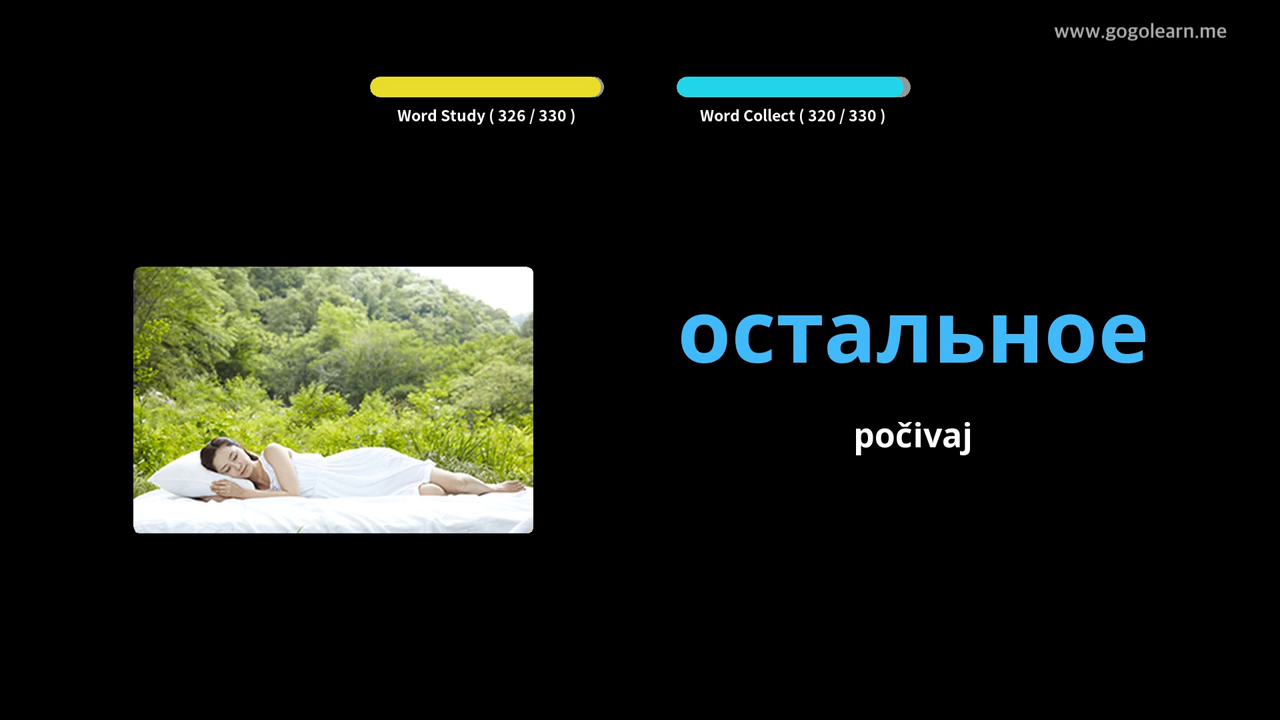 www.gogolearn.me
Word Study ( 326 / 330 )
Word Collect ( 320 / 330 )
остальное
počivaj